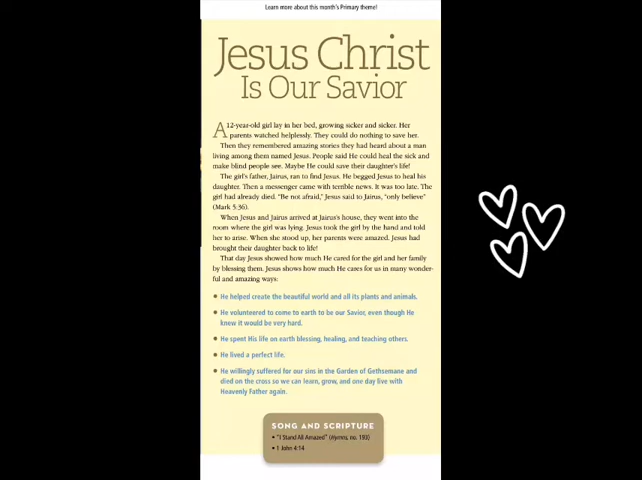 Learn more about this month's Primary theme!
Jesus Christ
Is Our Savior
A 12-year-old girl lay in her bed, growing sicker and sicker. Her
parents watched helplessly. They could do nothing to save her.
Then they remembered amazing stories they had heard about a man
living among them named Jesus. People said He could heal the sick and
make blind people see. Maybe He could save their daughter's life!
The girl's father, Jairus, ran to find Jesus. He begged Jesus to heal his
daughter. Then a messenger came with terrible news. It was too late. The
girl had already died. "Be not afraid," Jesus said to Jairus, "only believe"
(Mark 5:36).
When Jesus and Jairus arrived at Jairus's house, they went into the
room where the girl was lying. Jesus took the girl by the hand and told
her to arise. When she stood up, her parents were amazed. Jesus had
brought their daughter back to life!
That day Jesus showed how much He cared for the girl and her family
by blessing them. Jesus shows how much He cares for us in many wonder-
ful and amazing ways:
• He helped create the beautiful world and all its plants and animals.
• He volunteered to come to earth to be our Savior, even though He
knew it would be very hard.
• He spent His life on earth blessing, healing, and teaching others.
• He lived a perfect life.
• He willingly suffered for our sins in the Garden of Gethsemane and
died on the cross so we can learn, grow, and one day live with
Heavenly Father again.
SONG AND SCRIPTURE
• "I Stand All Amazed" (Hymns, no. 193)
• 1 John 4:14